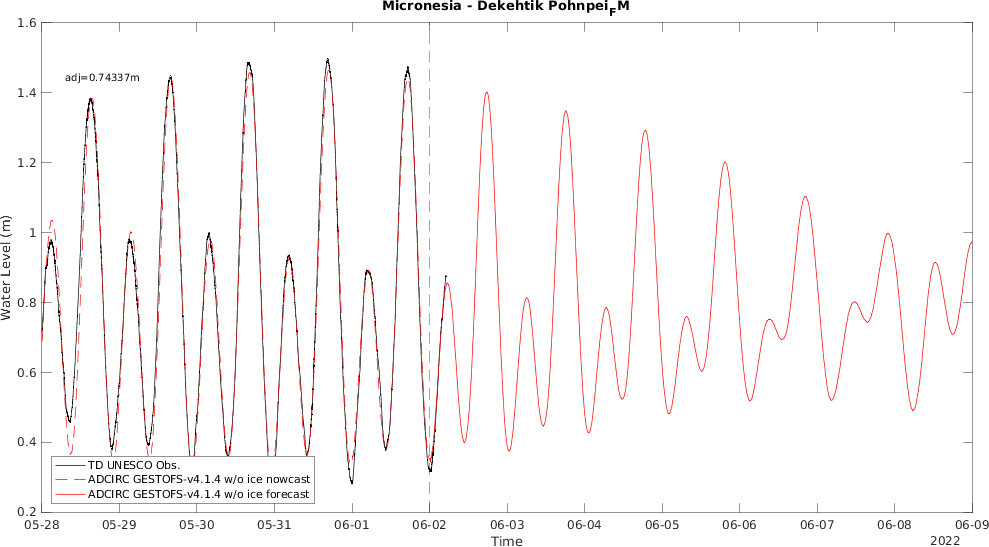 Micronesia - Dekehtik Pohnpei_FM
1.6
adj=0.74337m
1.4
1.2
1
0.8
0.6
0.4
0.2
Water Level (m)
TD UNESCO Obs.
ADCIRC GESTOFS-v4.1.4 w/o ice nowcast
ADCIRC GESTOFS-v4.1.4 w/o ice forecast
05-28 05-29 05-30 05-31 06-01 06-02 06-03 06-04 06-05 06-06 06-07 06-08 06-09
Time
2022